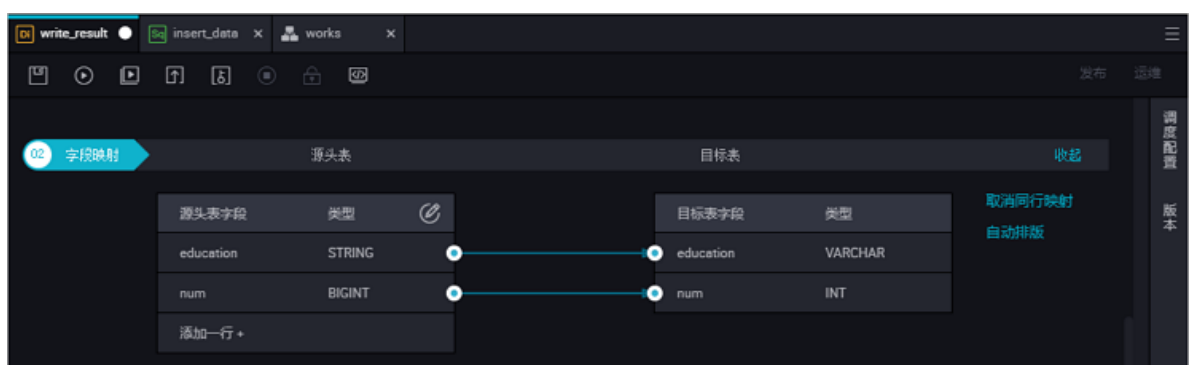 Di write_result Sq insert_data × works ×
发布 运维
02 字段映射 源头表 目标表 收起
源头表字段 类型 目标表字段 类型 取消同行映射
自动排版
education STRING education VARCHAR
num BIGINT num INT
添加一行 +
调度配置
版本